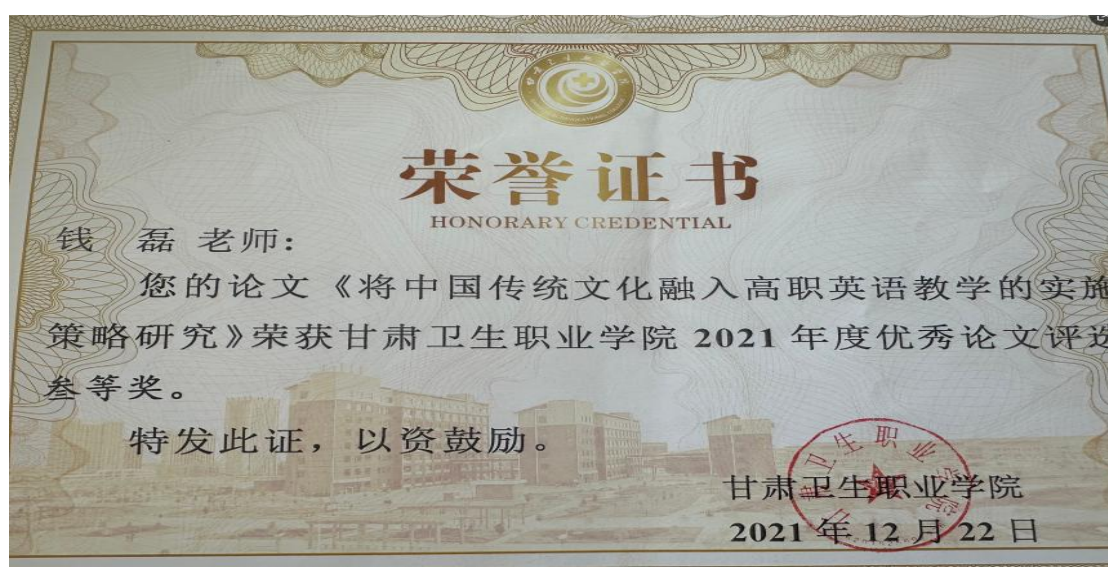 荣誉证书
HONORARY CREDENTIAL
钱 磊 老师:
您的论文《将中国传统文化融入高职英语教学的实施
策略研究》荣获甘肃卫生职业学院 2021 年度优秀论文评选
叁等奖。
特发此证，以资鼓励。
甘肃卫生职业学院
2021 年 12 月 22 日